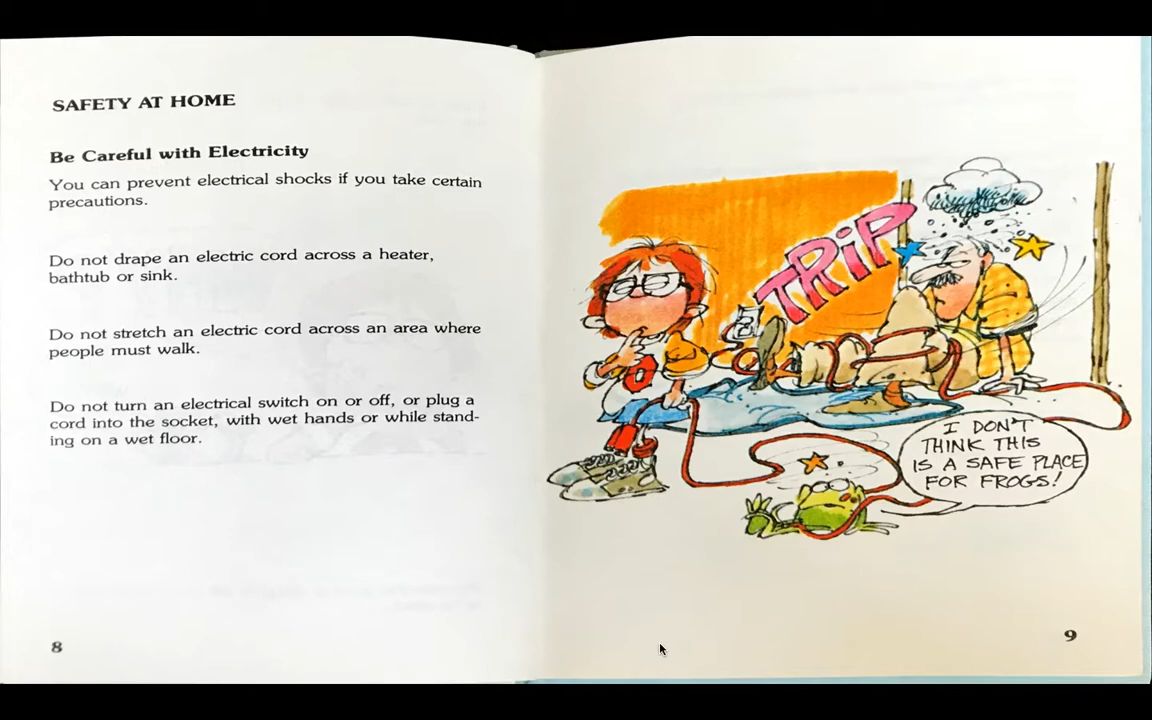 SAFETY AT HOME
Be Careful with Electricity
You can prevent electrical shocks if you take certain
precautions.
Do not drape an electric cord across a heater,
bathtub or sink.
Do not stretch an electric cord across an area where
people must walk.
Do not turn an electrical switch on or off, or plug a
cord into the socket, with wet hands or while stand-
ing on a wet floor.
8
TRIP
O
I DON'T
THINK THIS
IS A SAFE PLACE
FOR FROGS!
9